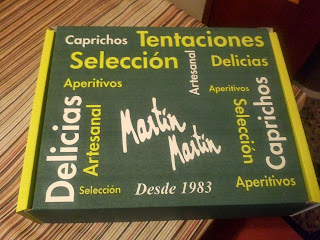 Caprichos Tentaciones
Selección Artesanal Delicias
Aperitivos Aperitivos
Delicias Artesanal Martín Martín Selección Caprichos
Selección Desde 1983 Aperitivos